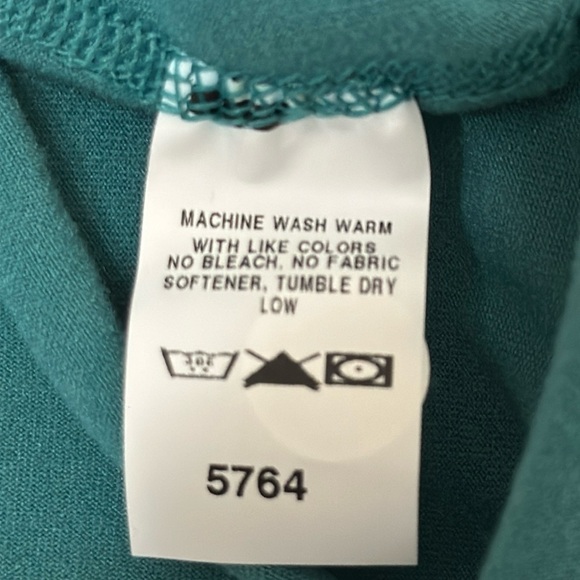 MACHINE WASH WARM
WITH LIKE COLORS
NO BLEACH, NO FABRIC
SOFTENER, TUMBLE DRY
LOW
5764